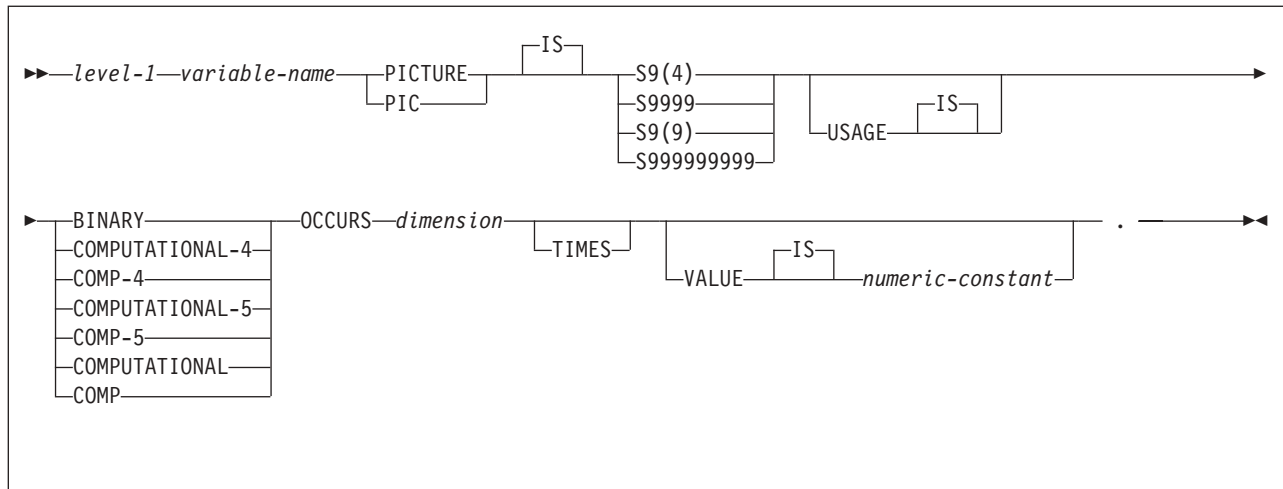 IS
level-1 variable-name PICTURE S9(4)
PIC S9999 USAGE IS
S9(9)
S999999999
BINARY OCCURS dimension .
COMPUTATIONAL-4 TIMES VALUE IS numeric-constant
COMP-4
COMPUTATIONAL-5
COMP-5
COMPUTATIONAL
COMP